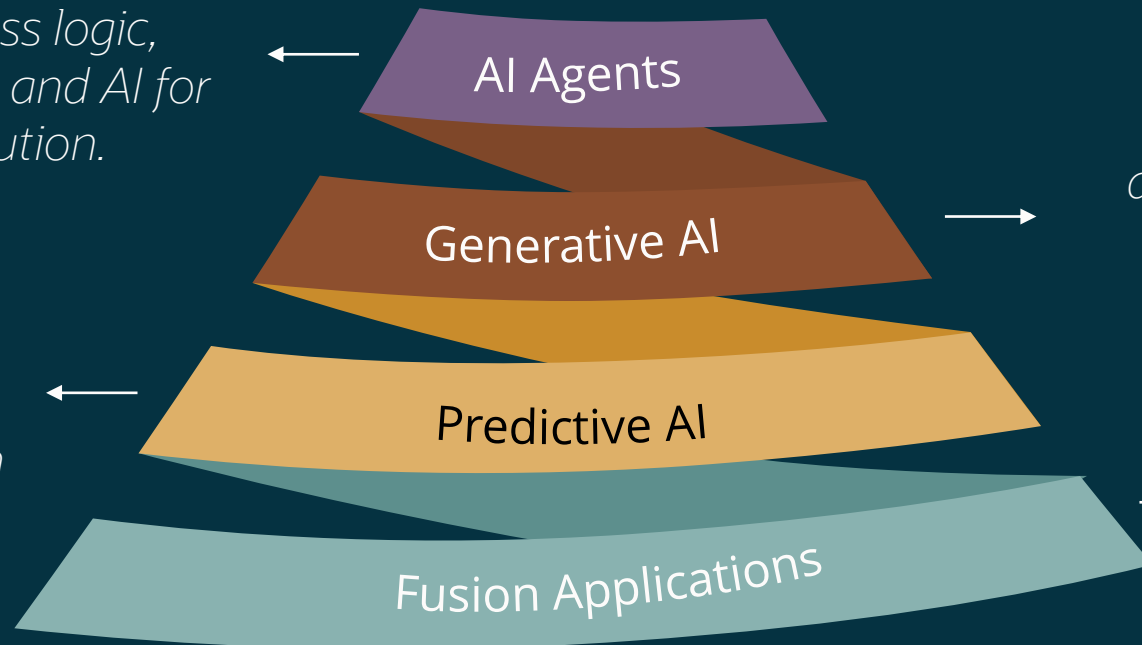 ss logic,
and AI for
ution.
AI Agents
Generative AI
Predictive AI
Fusion Applications